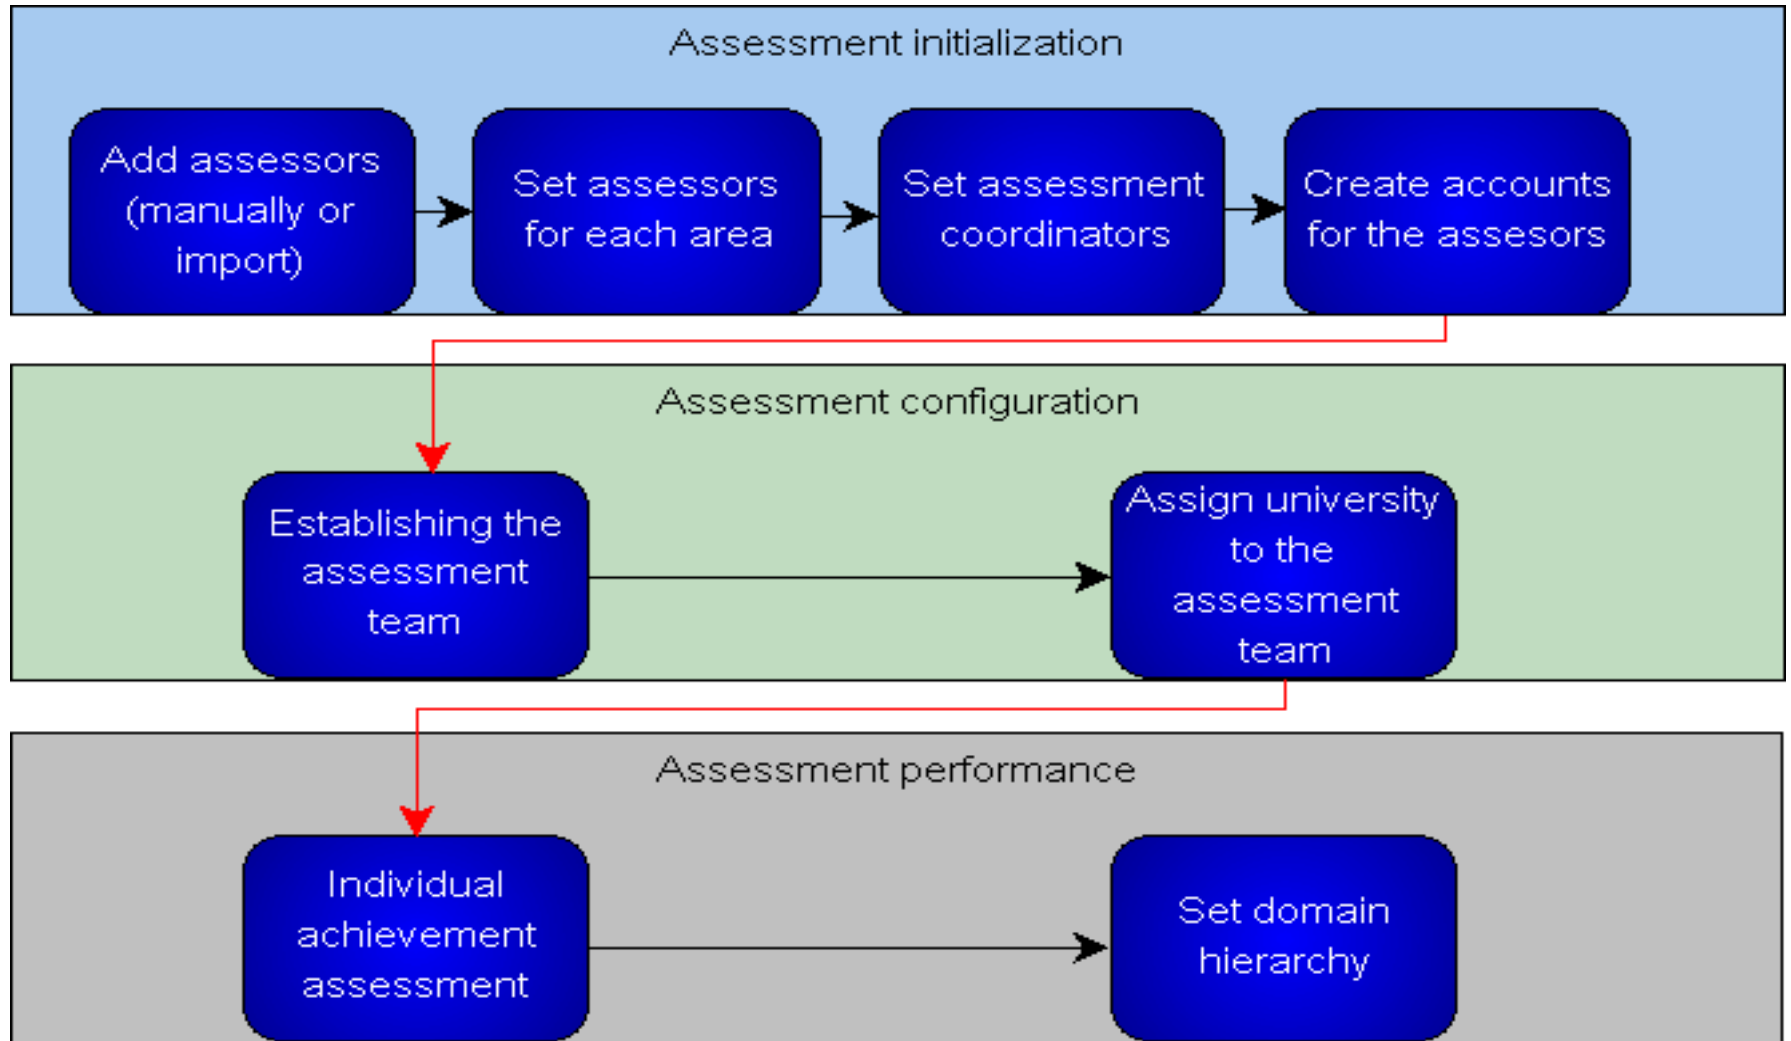 Assessment initialization
Add assessors
(manually or
import)
Set assessors
for each area
Set assessment
coordinators
Create accounts
for the assesors
Assessment configuration
Establishing the
assessment
team
Assign university
to the
assessment
team
Assessment performance
Individual
achievement
assessment
Set domain
hierarchy